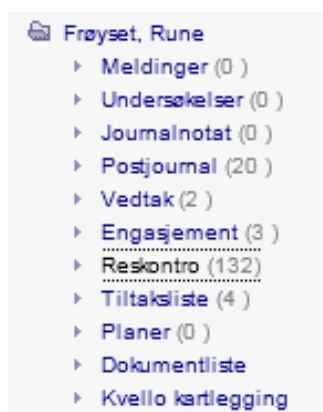 Frøyset, Rune
Meldinger (0 )
Undersøkelser (0 )
Journalnotat (0 )
Postjournal (20 )
Vedtak (2 )
Engasjement (3 )
Reskontro (132)
Tiltaksliste (4 )
Planer (0 )
Dokumentliste
Kvello kartlegging